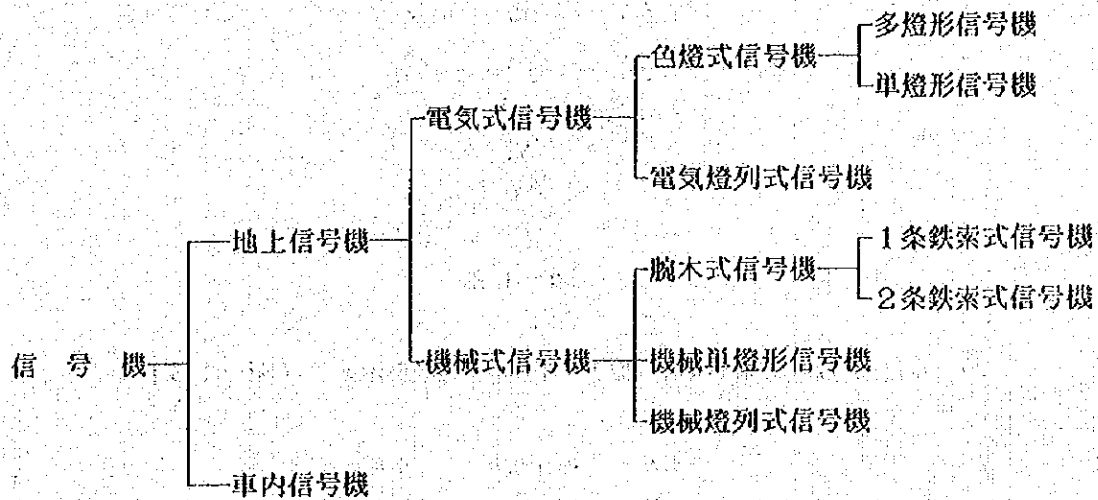 多燈形信号機
色燈式信号機
単燈形信号機
電気式信号機
電気燈列式信号機
地上信号機
1条鉄索式信号機
腕木式信号機
2条鉄索式信号機
信号機
機械式信号機
機械単燈形信号機
機械燈列式信号機
車内信号機